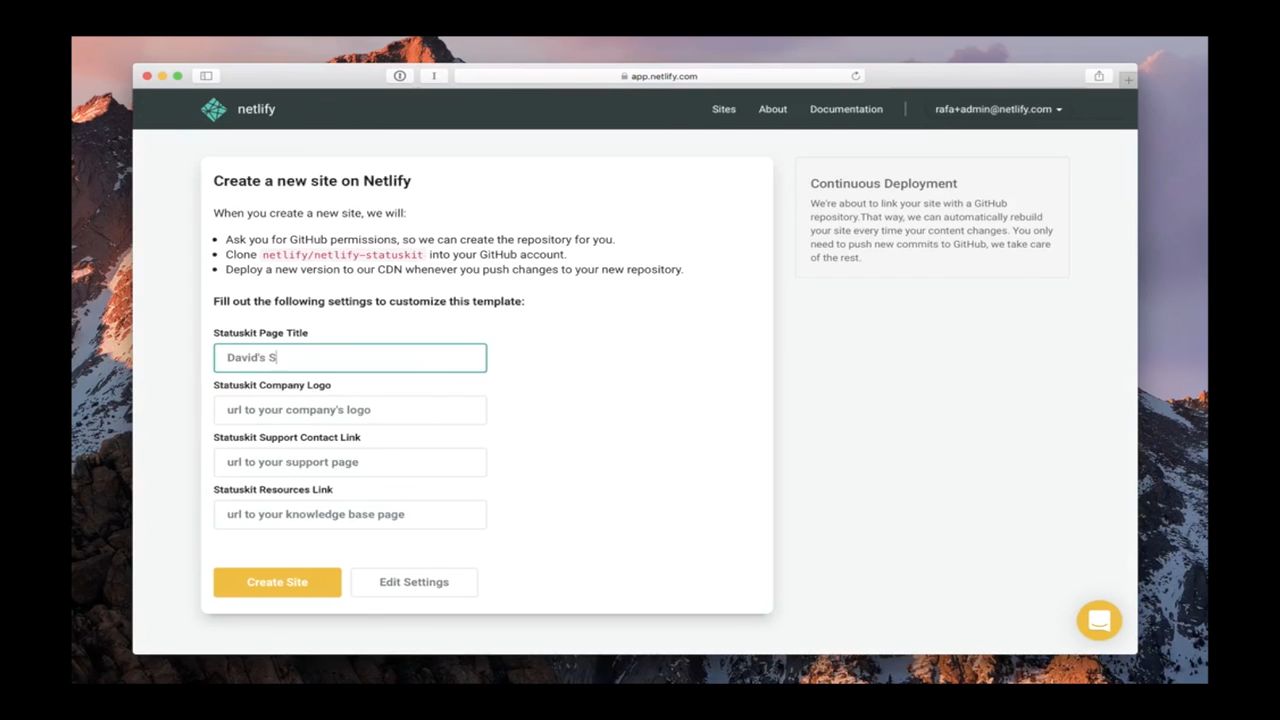 app.netlify.com
netlify
Sites About Documentation rafa+admin@netlify.com
Create a new site on Netlify
When you create a new site, we will:
• Ask you for GitHub permissions, so we can create the repository for you.
• Clone netlify/netlify-statuskit into your GitHub account.
• Deploy a new version to our CDN whenever you push changes to your new repository.
Fill out the following settings to customize this template:
Statuskit Page Title
David's S
Statuskit Company Logo
url to your company's logo
Statuskit Support Contact Link
url to your support page
Statuskit Resources Link
url to your knowledge base page
Create Site Edit Settings
Continuous Deployment
We're about to link your site with a GitHub
repository.That way, we can automatically rebuild
your site every time your content changes. You only
need to push new commits to GitHub, we take care
of the rest.